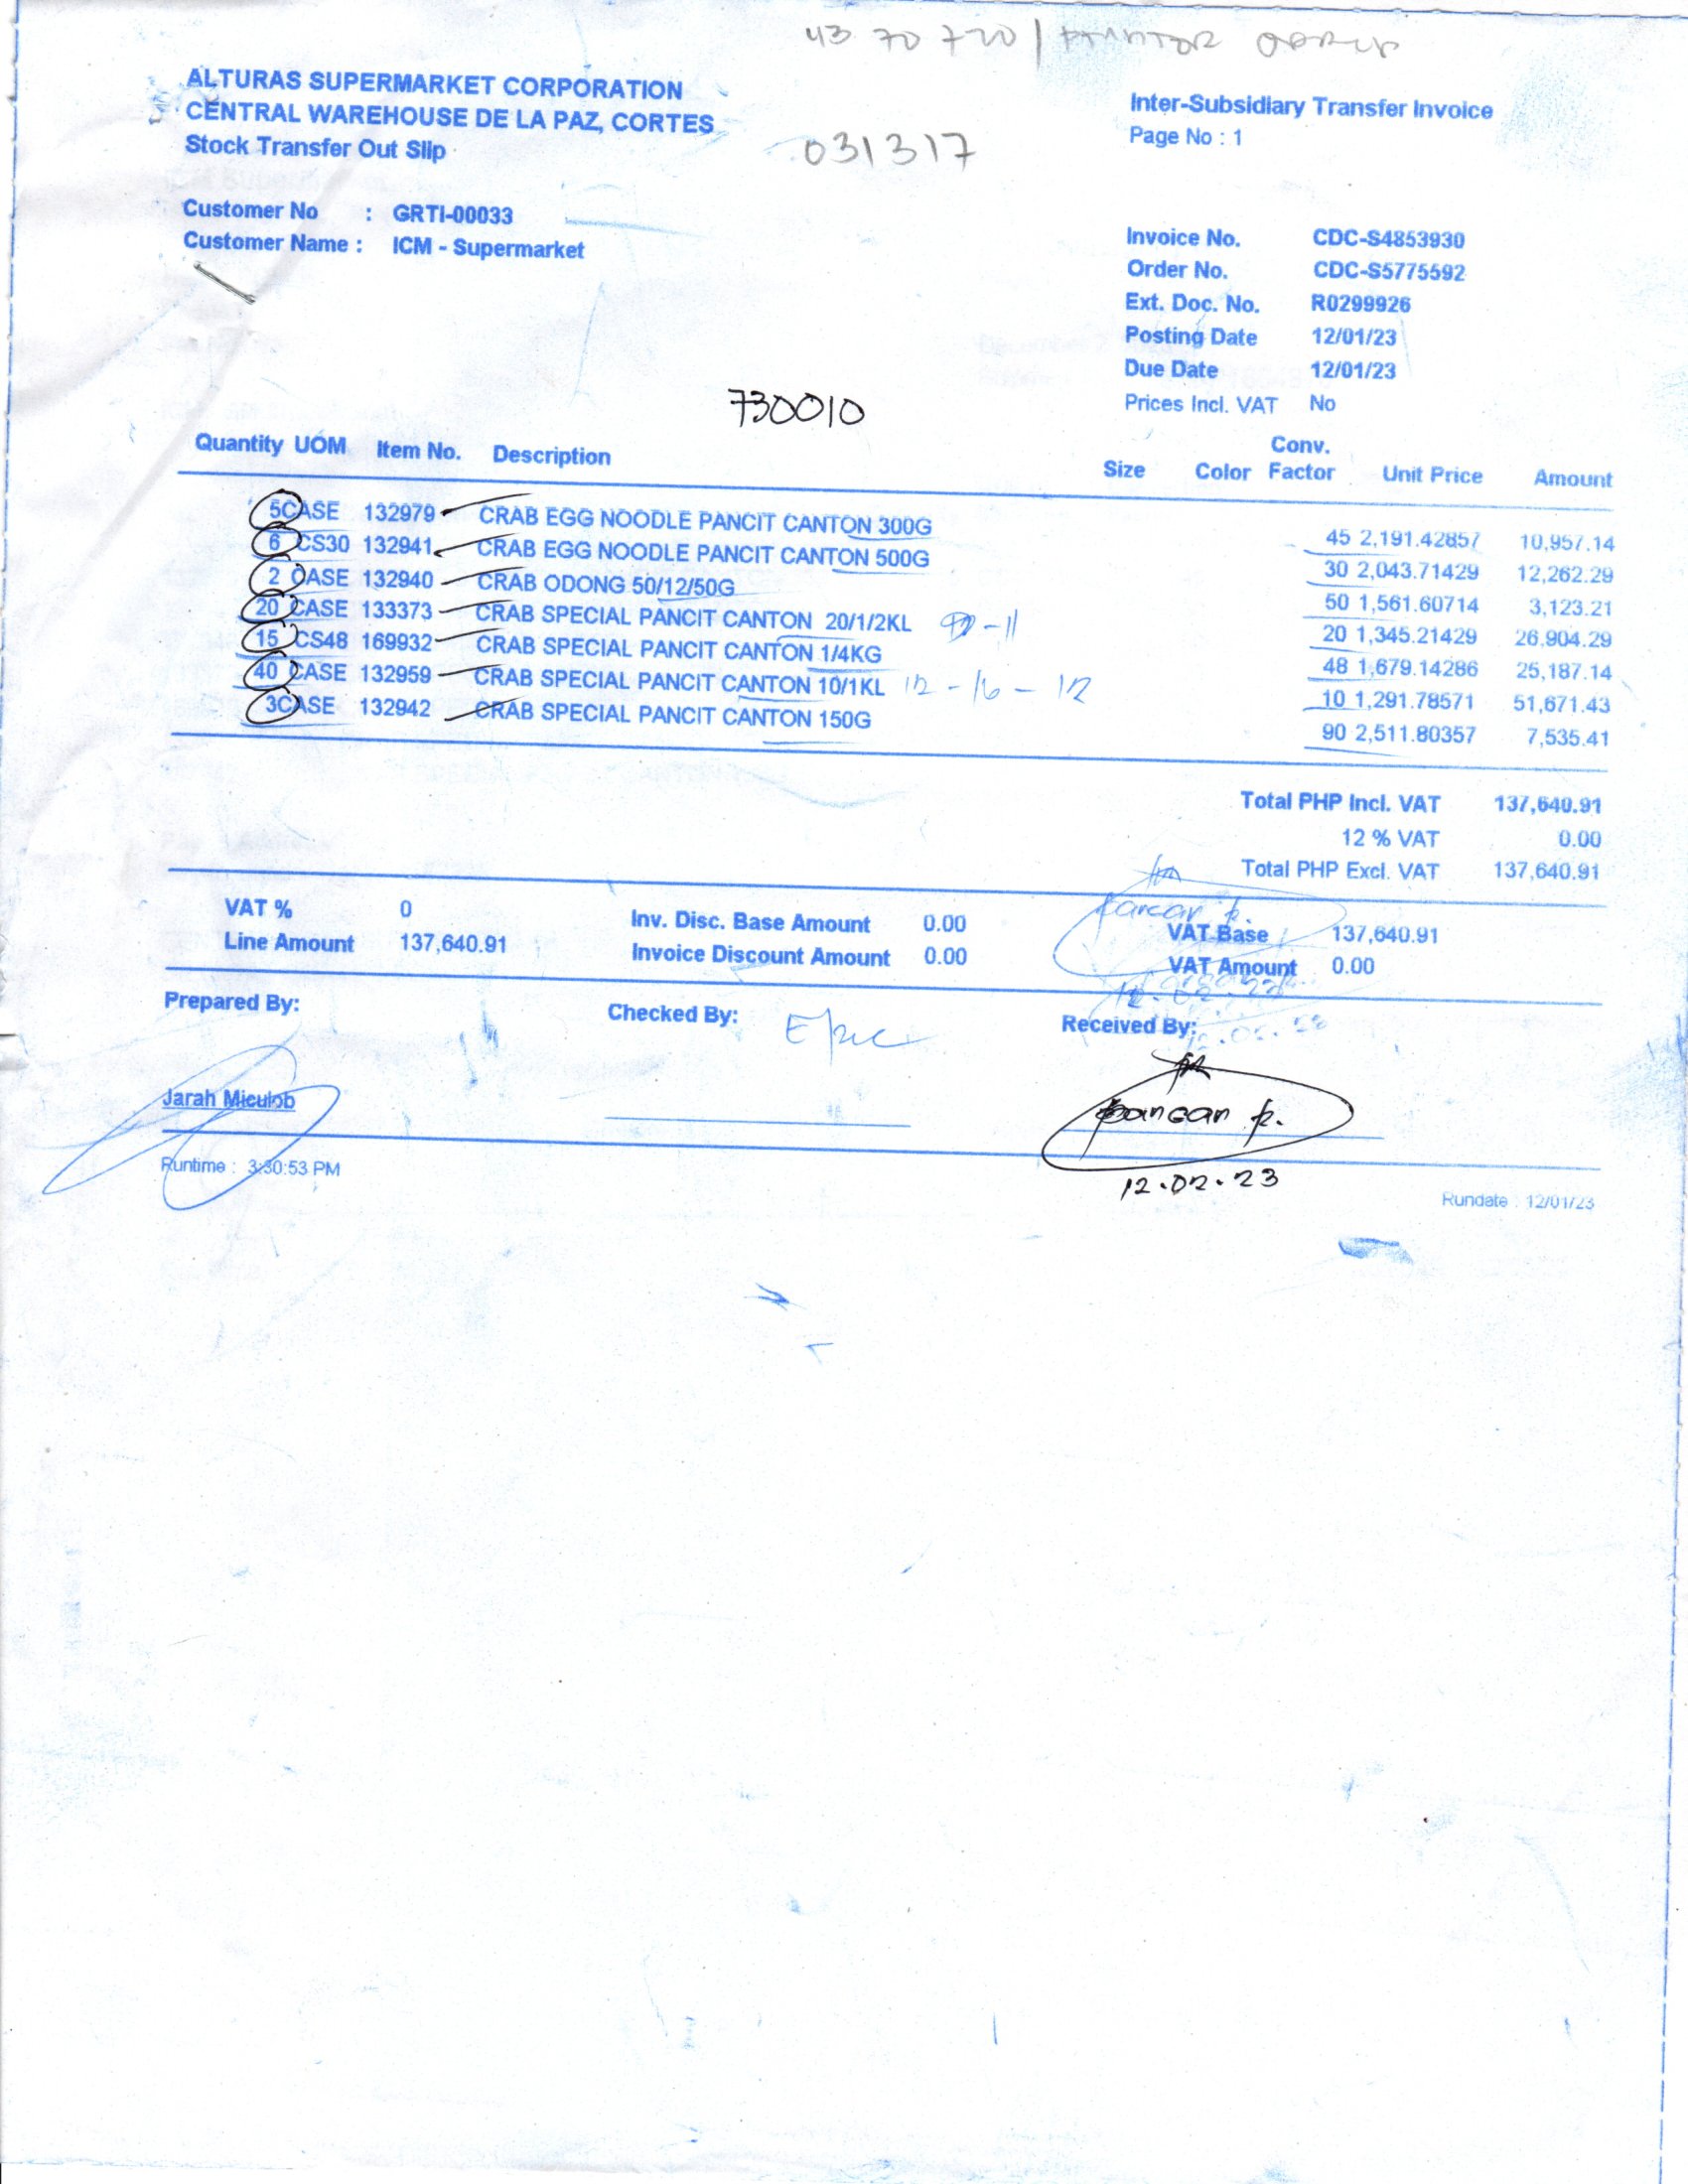 43 70 720 |
ALTURAS SUPERMARKET CORPORATION
CENTRAL WAREHOUSE DE LA PAZ, CORTES
Stock Transfer Out Slip
031317
Inter-Subsidiary Transfer Invoice
Page No : 1
Customer No : GRTI-00033
Customer Name : ICM - Supermarket
Invoice No. CDC-S4853930
Order No. CDC-S5775592
Ext. Doc. No. R0299926
Posting Date 12/01/23
Due Date 12/01/23
Prices Incl. VAT No
730010
Quantity UOM Item No. Description Size Color Conv. Factor Unit Price Amount
5 CASE 132979 CRAB EGG NOODLE PANCIT CANTON 300G 45 2,191.42857 10,957.14
6 CS30 132941 CRAB EGG NOODLE PANCIT CANTON 500G 30 2,043.71429 12,262.29
2 CASE 132940 CRAB ODONG 50/12/50G 50 1,561.60714 3,123.21
20 CASE 133373 CRAB SPECIAL PANCIT CANTON 20/1/2KL - 11 20 1,345.21429 26,904.29
15 CS48 169932 CRAB SPECIAL PANCIT CANTON 1/4KG 48 1,679.14286 25,187.14
40 CASE 132959 CRAB SPECIAL PANCIT CANTON 10/1KL 12 - 16 - 12 10 1,291.78571 51,671.43
3 CASE 132942 CRAB SPECIAL PANCIT CANTON 150G 90 2,511.80357 7,535.41
Total PHP Incl. VAT 137,640.91
12 % VAT 0.00
Total PHP Excl. VAT 137,640.91
VAT % 0 Inv. Disc. Base Amount 0.00 VAT Base 137,640.91
Line Amount 137,640.91 Invoice Discount Amount 0.00 VAT Amount 0.00
Prepared By: Checked By: Received By:
Jarah Miculob
12.02.23
Runtime : 3:30:53 PM
Rundate : 12/01/23